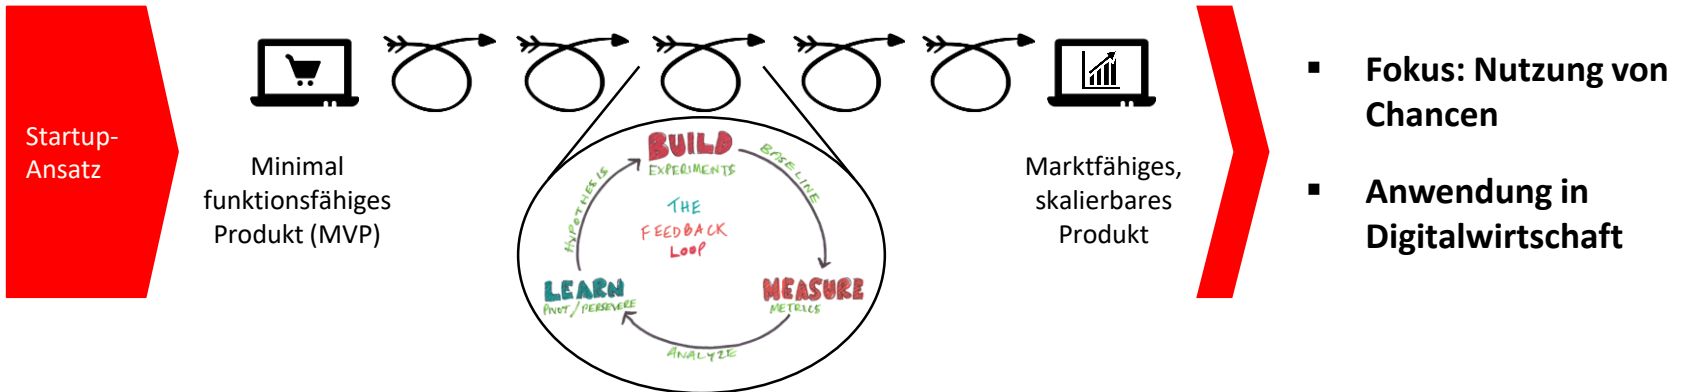 Startup-
Ansatz
Minimal
funktionsfähiges
Produkt (MVP)
BUILD
EXPERIMENTS
BASELINE
HYPOTHESIS
THE
FEEDBACK
LOOP
LEARN
PIVOT / PERSEVERE
MEASURE
METRICS
ANALYZE
Marktfähiges,
skalierbares
Produkt
▪ Fokus: Nutzung von
Chancen
▪ Anwendung in
Digitalwirtschaft